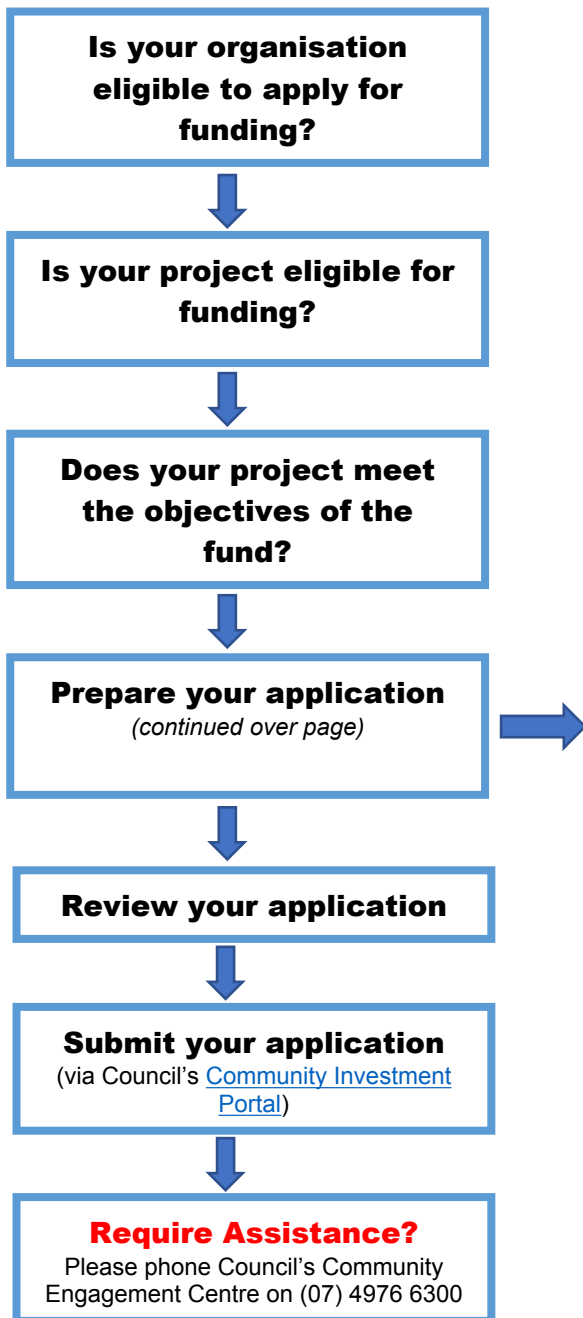 Is your organisation
eligible to apply for
funding?
Is your project eligible for
funding?
Does your project meet
the objectives of the
fund?
Prepare your application
(continued over page)
Review your application
Submit your application
(via Council’s Community Investment
Portal)
Require Assistance?
Please phone Council’s Community
Engagement Centre on (07) 4976 6300